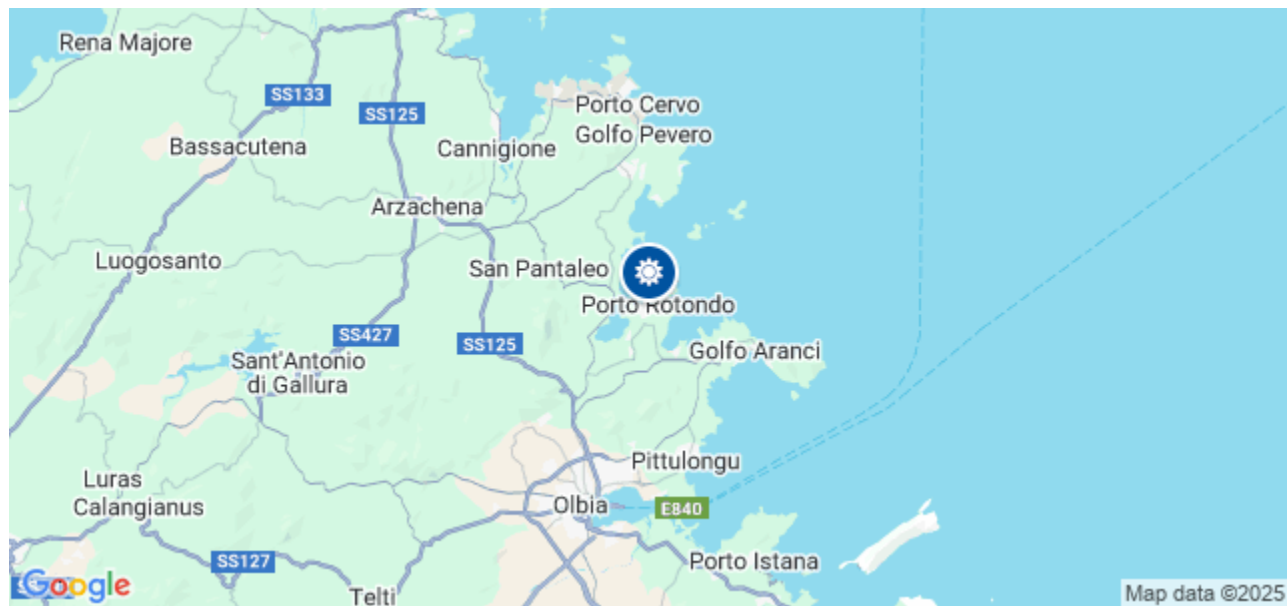 Rena Majore
SS133
SS125
Porto Cervo
Golfo Pevero
Bassacutena
Cannigione
Arzachena
Luogosanto
San Pantaleo
Porto Rotondo
SS427
SS125
Golfo Aranci
Sant'Antonio
di Gallura
Pittulongu
Luras
Calangianus
Olbia
E840
SS127
Porto Istana
Google
Telti
Map data ©2025